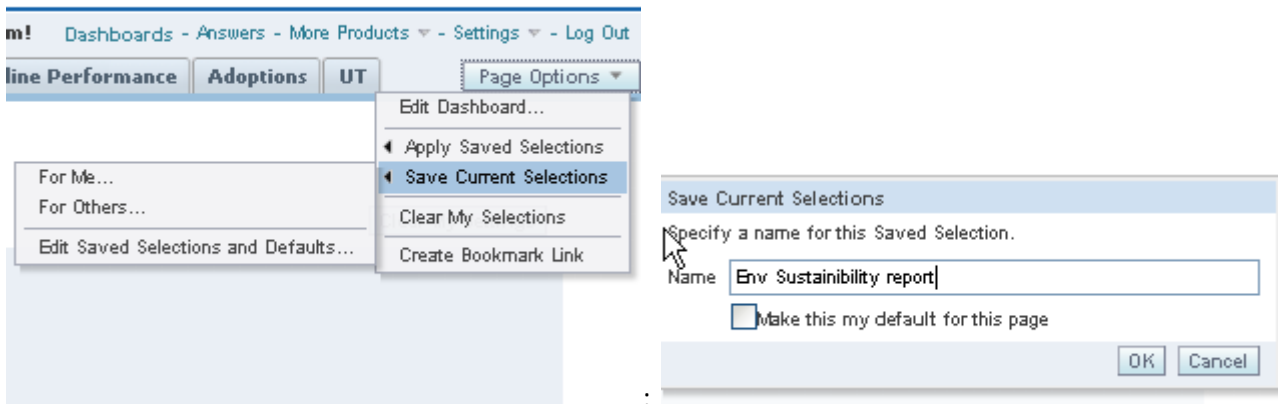 m! Dashboards - Answers - More Products - Settings - Log Out
line Performance Adoptions UT Page Options
Edit Dashboard...
Apply Saved Selections
Save Current Selections
Clear My Selections
Create Bookmark Link
For Me...
For Others...
Edit Saved Selections and Defaults...
Save Current Selections
Specify a name for this Saved Selection.
Name Env Sustainibility report
Make this my default for this page
OK Cancel
.